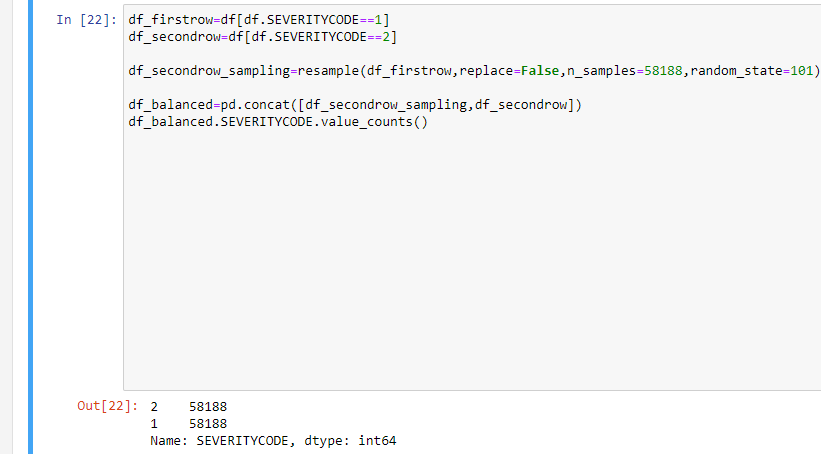 In [22]: df_firstrow=df[df.SEVERITYCODE==1]
df_secondrow=df[df.SEVERITYCODE==2]
df_secondrow_sampling=resample(df_firstrow,replace=False,n_samples=58188,random_state=101)
df_balanced=pd.concat([df_secondrow_sampling,df_secondrow])
df_balanced.SEVERITYCODE.value_counts()
Out[22]: 2    58188
1    58188
Name: SEVERITYCODE, dtype: int64